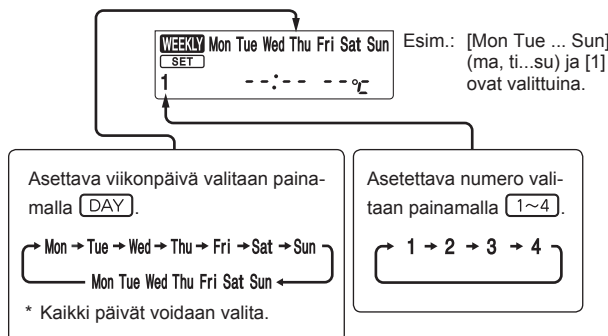 WEEKLY Mon Tue Wed Thu Fri Sat Sun
SET
1 --:-- --°C
Esim.: [Mon Tue ... Sun]
(ma, ti...su) ja [1]
ovat valittuina.
Asettava viikonpäivä valitaan paina-
malla DAY.
Mon → Tue → Wed → Thu → Fri → Sat → Sun
Mon Tue Wed Thu Fri Sat Sun
* Kaikki päivät voidaan valita.
Asetettava numero vali-
taan painamalla 1~4.
1 → 2 → 3 → 4